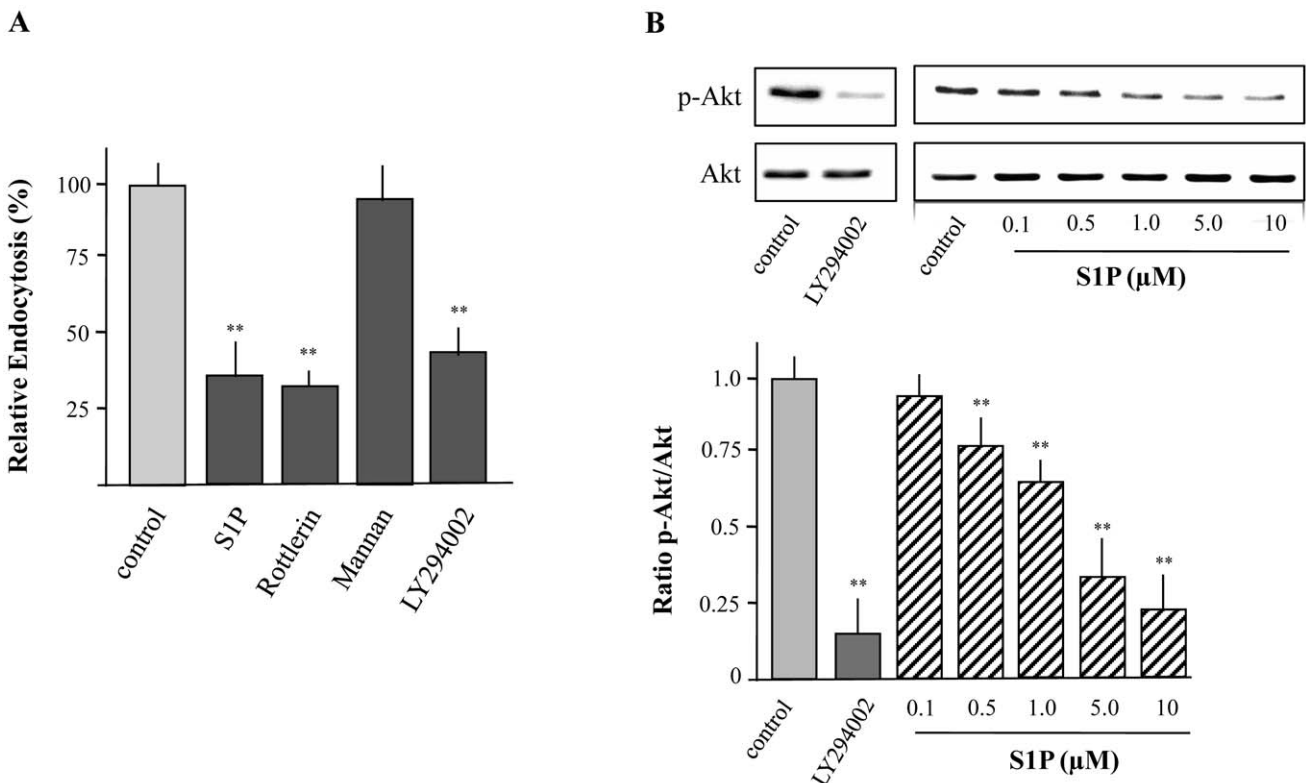 A
Relative Endocytosis (%)
100
75
50
25
**
**
**
control
S1P
Rottlerin
Mannan
LY294002
B
p-Akt
Akt
control
LY294002
control
0.1 0.5 1.0 5.0 10
S1P (µM)
Ratio p-Akt/Akt
1.0
0.75
0.5
0.25
0
**
**
**
**
**
control
LY294002
0.1 0.5 1.0 5.0 10
S1P (µM)